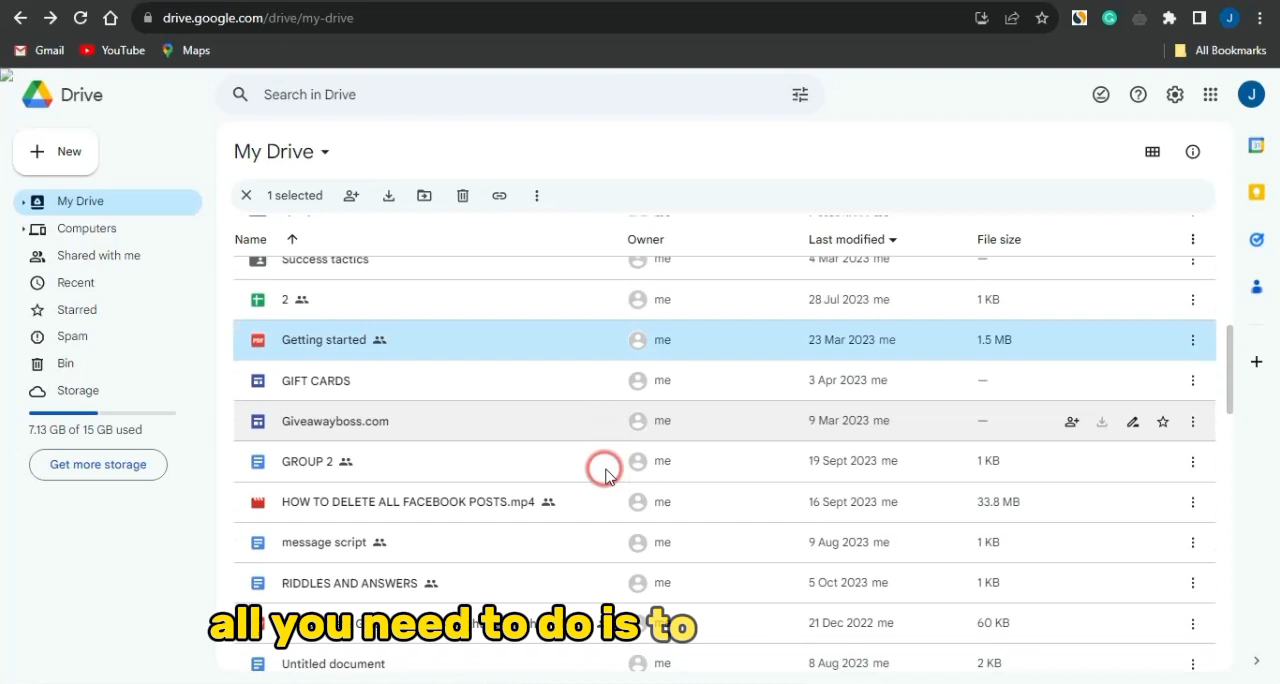 drive.google.com/drive/my-drive
J
Gmail YouTube Maps All Bookmarks
Drive Search in Drive J
New My Drive
1 selected
My Drive
Computers
Shared with me
Recent
Starred
Spam
Bin
Storage
7.13 GB of 15 GB used
Get more storage
Name Owner Last modified File size
Success tactics me 4 Mar 2023 me —
2 me 28 Jul 2023 me 1 KB
PDF Getting started me 23 Mar 2023 me 1.5 MB
GIFT CARDS me 3 Apr 2023 me —
Giveawayboss.com me 9 Mar 2023 me —
GROUP 2 me 19 Sept 2023 me 1 KB
HOW TO DELETE ALL FACEBOOK POSTS.mp4 me 16 Sept 2023 me 33.8 MB
message script me 9 Aug 2023 me 1 KB
RIDDLES AND ANSWERS me 5 Oct 2023 me 1 KB
21 Dec 2022 me 60 KB
Untitled document me 8 Aug 2023 me 2 KB
all you need to do is to